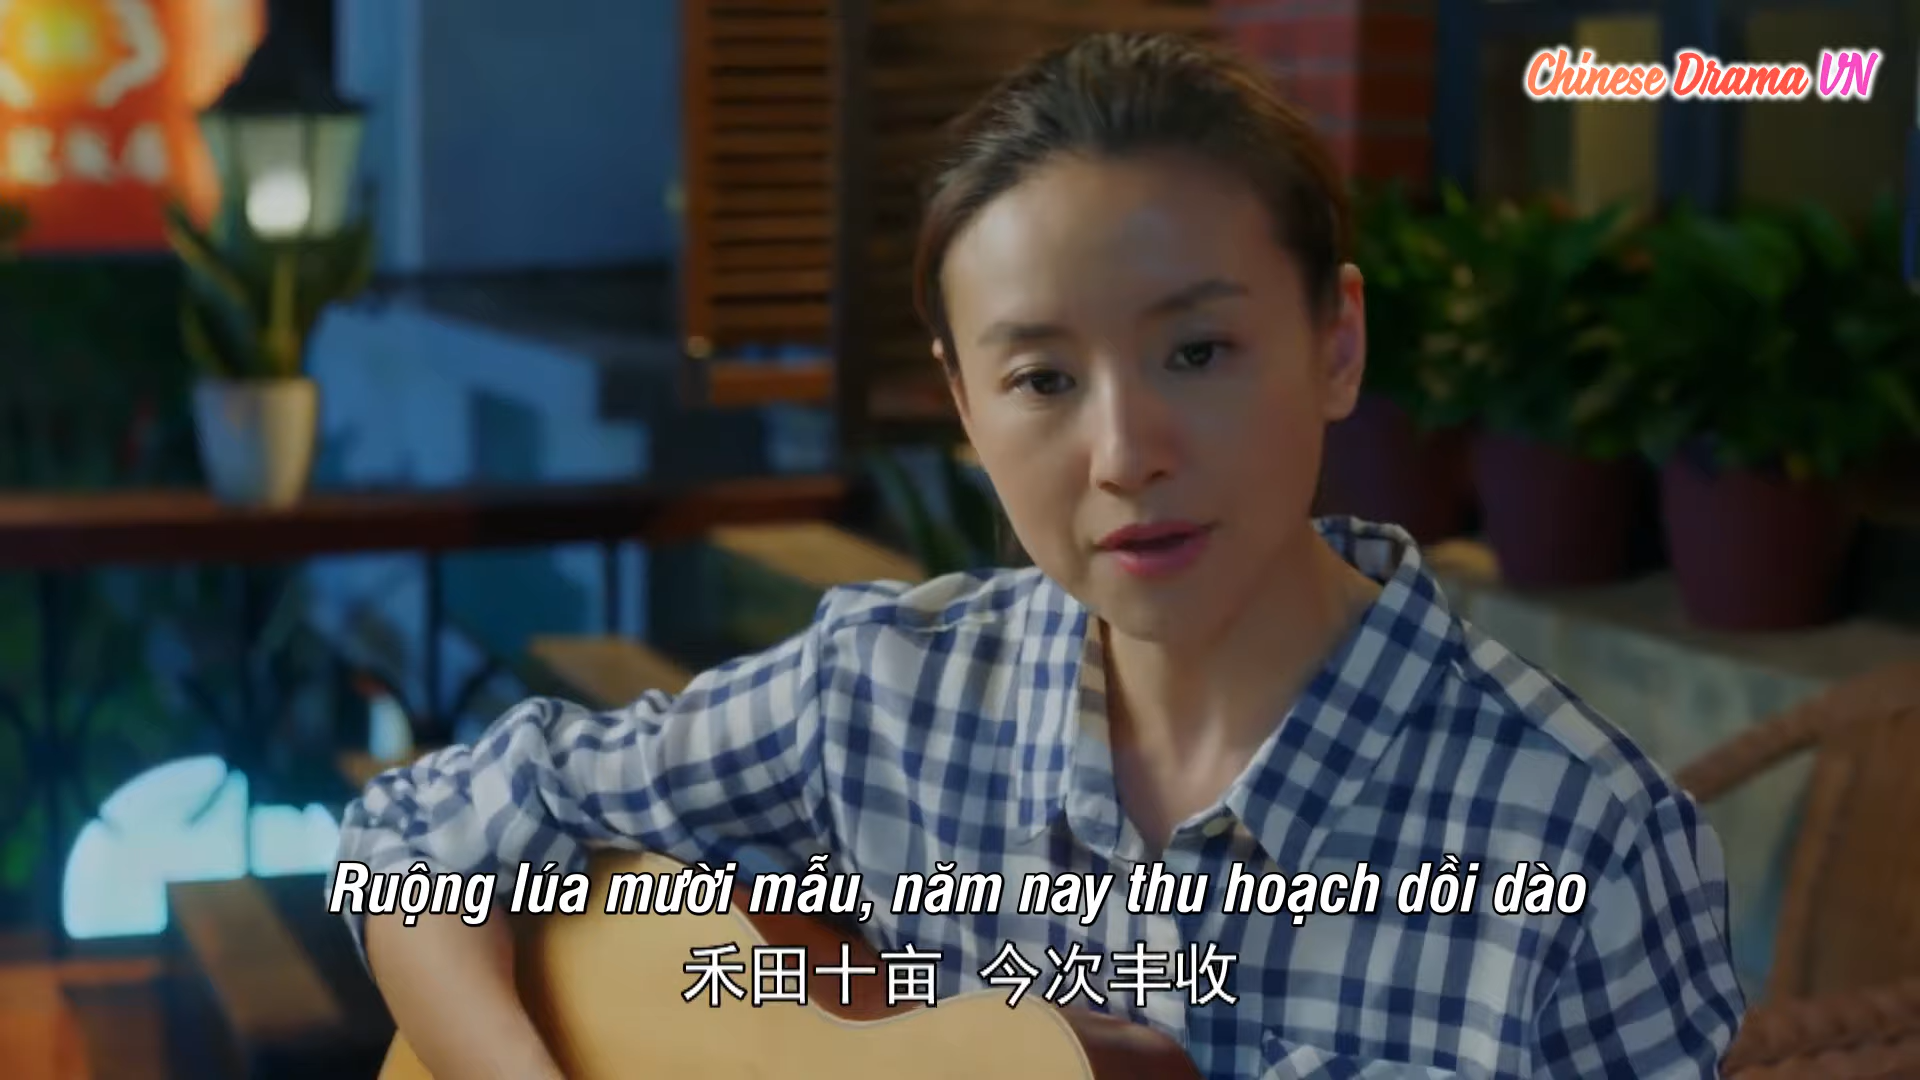 Chinese Drama VN
Ruộng lúa mười mẫu, năm nay thu hoạch dồi dào
禾田十亩 今次丰收